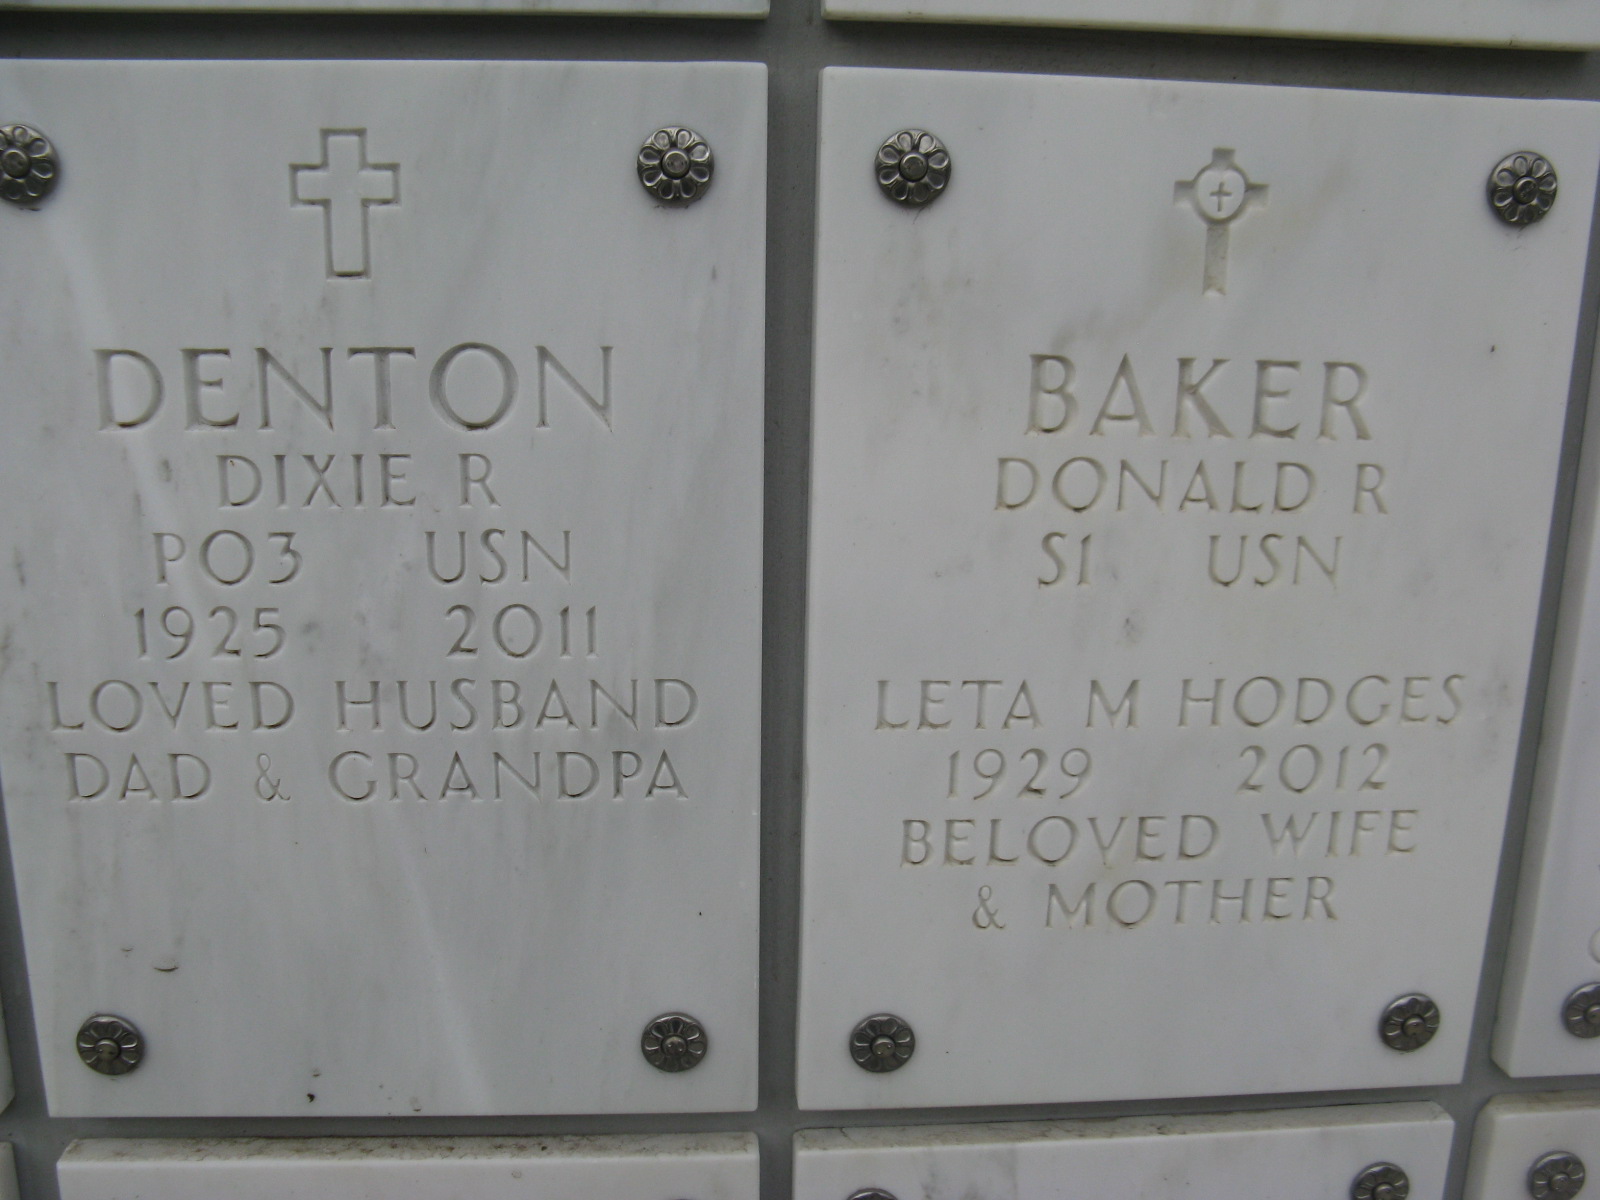 DENTON
DIXIE R
PO3 USN
1925 2011
LOVED HUSBAND
DAD & GRANDPA
BAKER
DONALD R
S1 USN
LETA M HODGES
1929 2012
BELOVED WIFE
& MOTHER